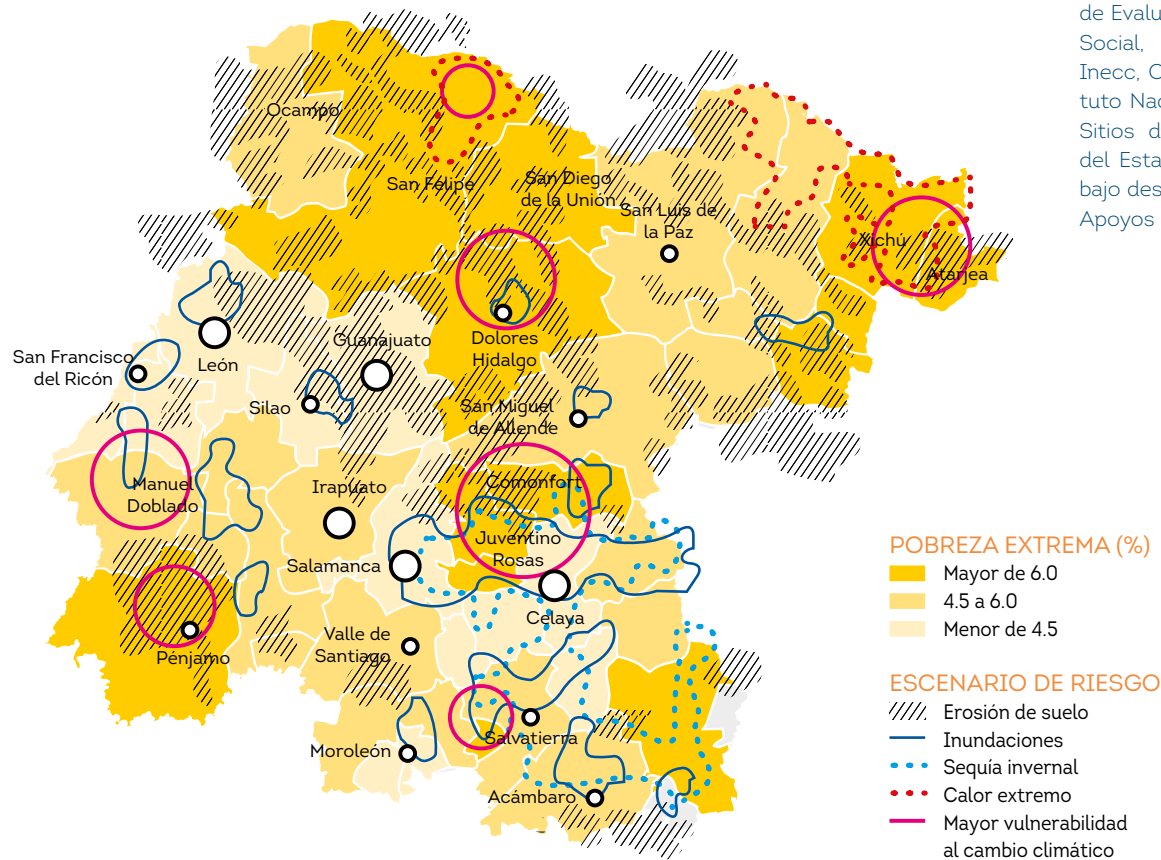 de Evalu
Social,
Inecc, C
tuto Nac
Sitios d
del Esta
bajo des
Apoyos
Ocampo
San Felipe
San Diego
de la Unión
San Luis de
la Paz
Xichú
Atarjea
León
Guanajuato
Dolores
Hidalgo
San Francisco
del Ricón
Silao
San Miguel
de Allende
Manuel
Doblado
Irapuato
Comonfort
Juventino
Rosas
Salamanca
Celaya
Valle de
Santiago
Pénjamo
Salvatierra
Moroleón
Acámbaro
POBREZA EXTREMA (%)
Mayor de 6.0
4.5 a 6.0
Menor de 4.5
ESCENARIO DE RIESGO
Erosión de suelo
Inundaciones
Sequía invernal
Calor extremo
Mayor vulnerabilidad
al cambio climático